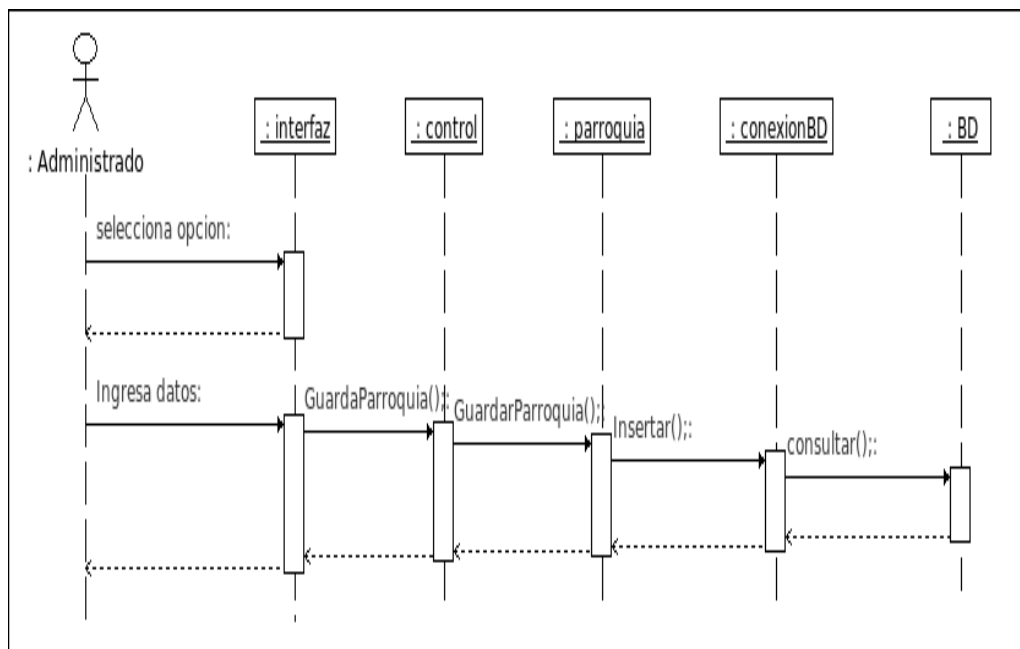 : interfaz
: control
: parroquia
: conexionBD
: BD
: Administrado
selecciona opcion:
Ingresa datos:
GuardaParroquia();:
GuardarParroquia();:
Insertar();:
consultar();: